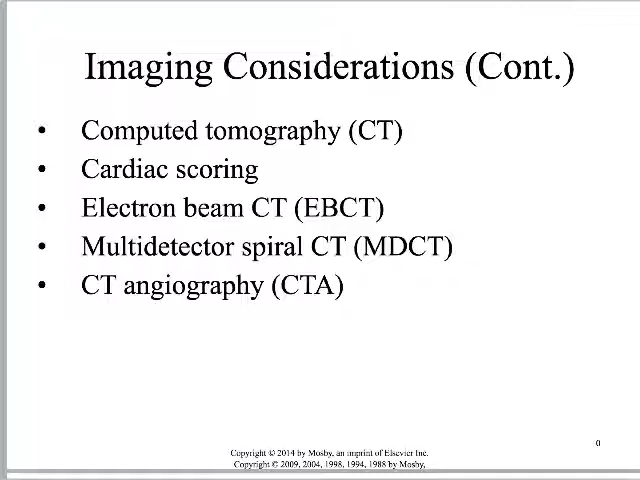 Imaging Considerations (Cont.)
• Computed tomography (CT)
• Cardiac scoring
• Electron beam CT (EBCT)
• Multidetector spiral CT (MDCT)
• CT angiography (CTA)
0
Copyright © 2014 by Mosby, an imprint of Elsevier Inc.
Copyright © 2009, 2004, 1998, 1994, 1988 by Mosby,